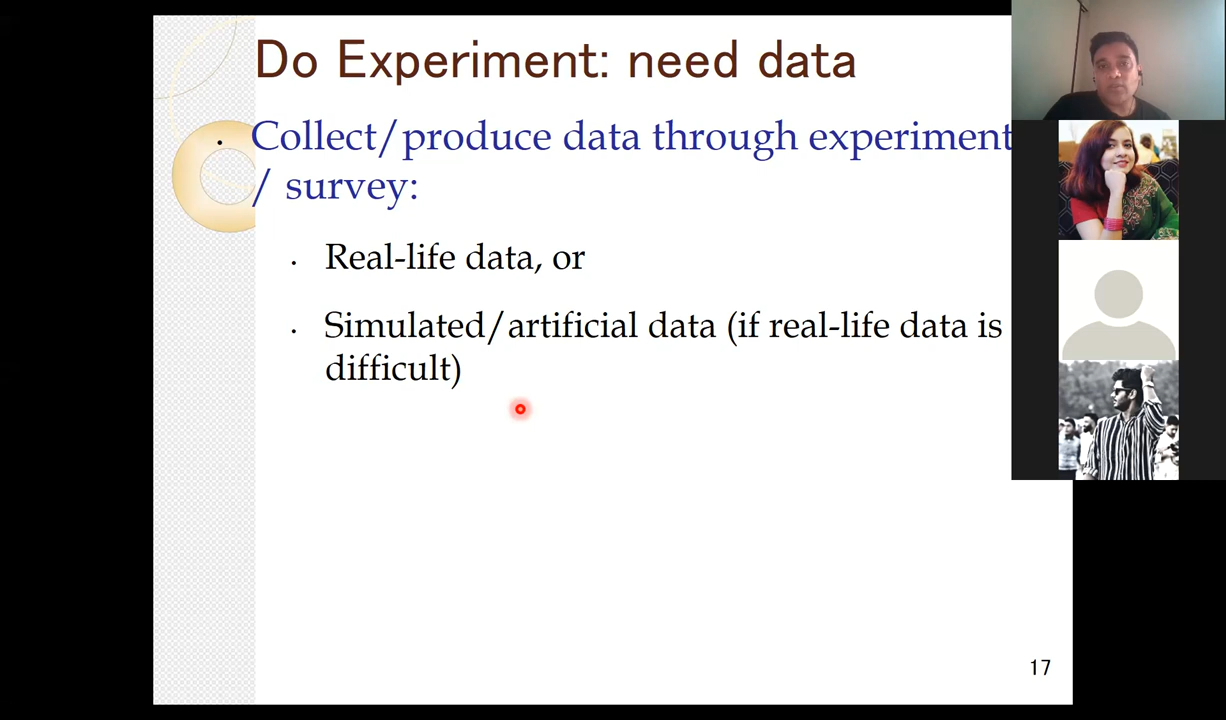 Do Experiment: need data
· Collect/produce data through experiment
/ survey:
· Real-life data, or
· Simulated/artificial data (if real-life data is
difficult)
17